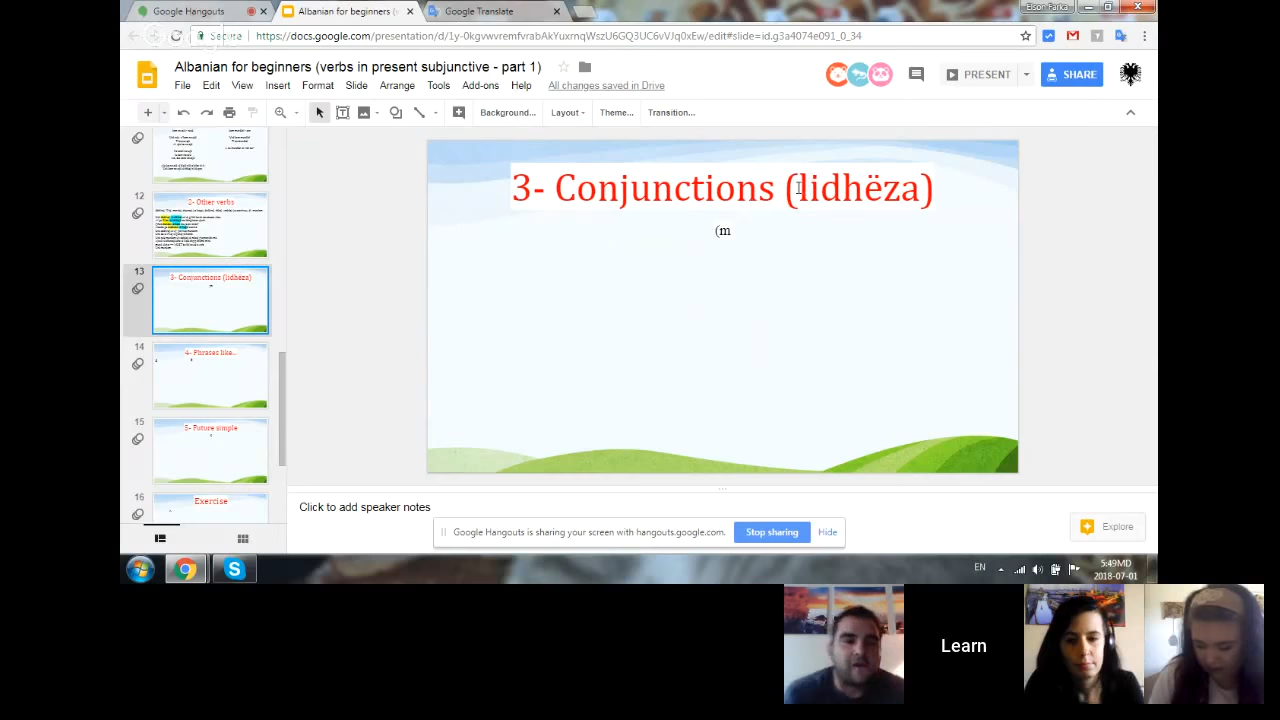 Google Hangouts
Albanian for beginners (v
Google Translate
Elson Farka
Secure
https://docs.google.com/presentation/d/1y-0kgvwvremfvrabAkYuxrnqWszU6GQ3UC6vVJq0xEw/edit#slide=id.g3a4074e091_0_34
Albanian for beginners (verbs in present subjunctive - part 1)
File Edit View Insert Format Slide Arrange Tools Add-ons Help All changes saved in Drive
PRESENT
SHARE
Background... Layout Theme... Transition...
12
2- Other verbs
13
3- Conjunctions (lidhëza)
14
4- Phrases like...
15
5- Future simple
16
Exercise
3- Conjunctions (lidhëza)
(m
Click to add speaker notes
Google Hangouts is sharing your screen with hangouts.google.com.
Stop sharing
Hide
Explore
EN
5:49MD
2018-07-01
Learn